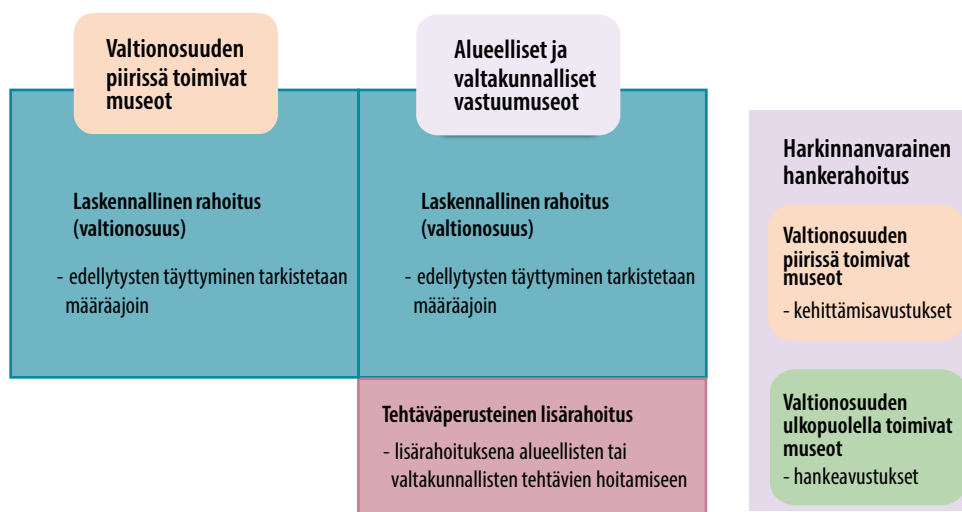 Valtionosuuden
piirissä toimivat
museot
Laskennallinen rahoitus
(valtionosuus)
- edellytysten täyttyminen tarkistetaan
määräajoin
Alueelliset ja
valtakunnalliset
vastuumuseot
Laskennallinen rahoitus
(valtionosuus)
- edellytysten täyttyminen tarkistetaan
määräajoin
Tehtäväperusteinen lisärahoitus
- lisärahoituksena alueellisten tai
valtakunnallisten tehtävien hoitamiseen
Harkinnanvarainen
hankerahoitus
Valtionosuuden
piirissä toimivat
museot
- kehittämisavustukset
Valtionosuuden
ulkopuolella toimivat
museot
- hankeavustukset